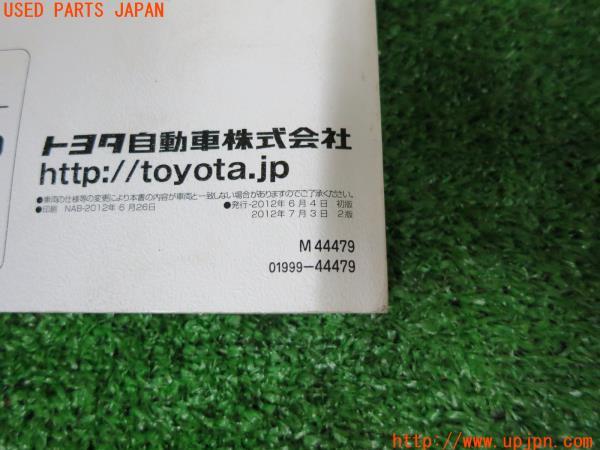 USED PARTS JAPAN
トヨタ自動車株式会社
http://toyota.jp
●車両の仕様等の変更により本書の内容が車両と一致しない場合がありますのでご了承ください。
●印刷 NAB-2012年6月26日 ●発行-2012年6月4日 初版
2012年7月3日 2版
M 44479
01999-44479
http://www.upjpn.com/